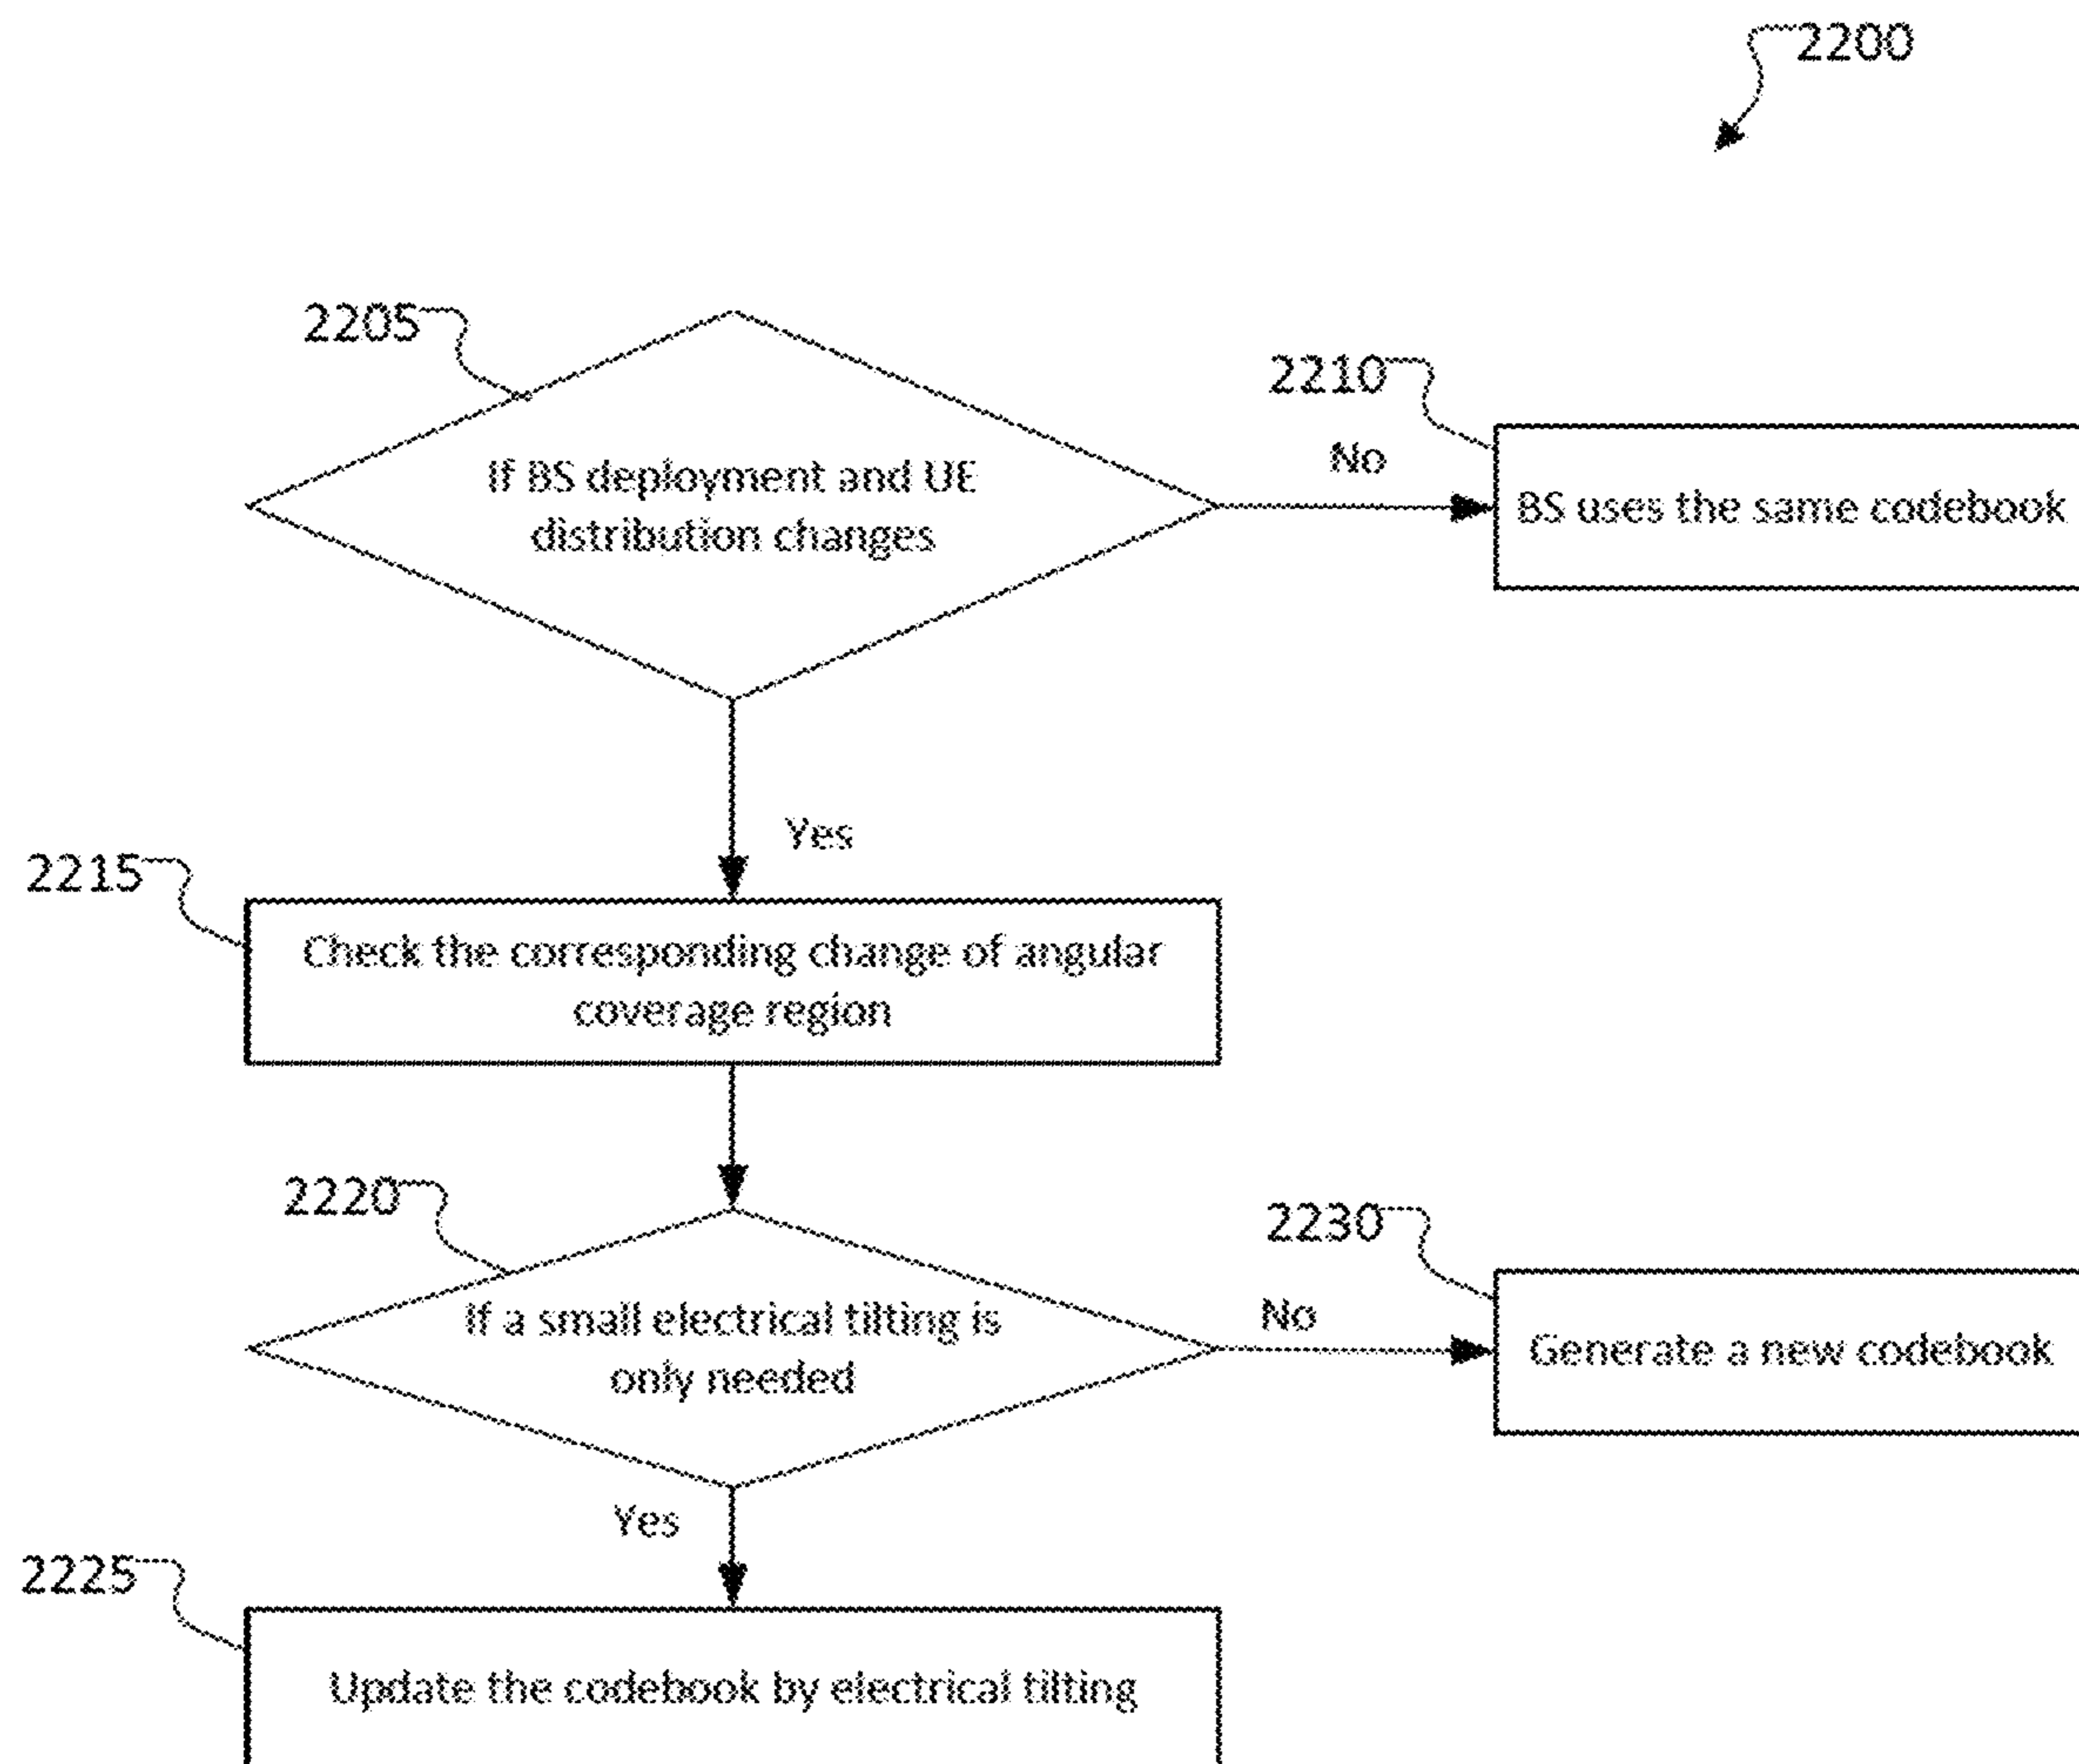 2200
2205
If BS deployment and UE
distribution changes
2210
No
BS uses the same codebook
Yes
2215
Check the corresponding change of angular
coverage region
2220
If a small electrical tilting is
only needed
2230
No
Generate a new codebook
Yes
2225
Update the codebook by electrical tilting